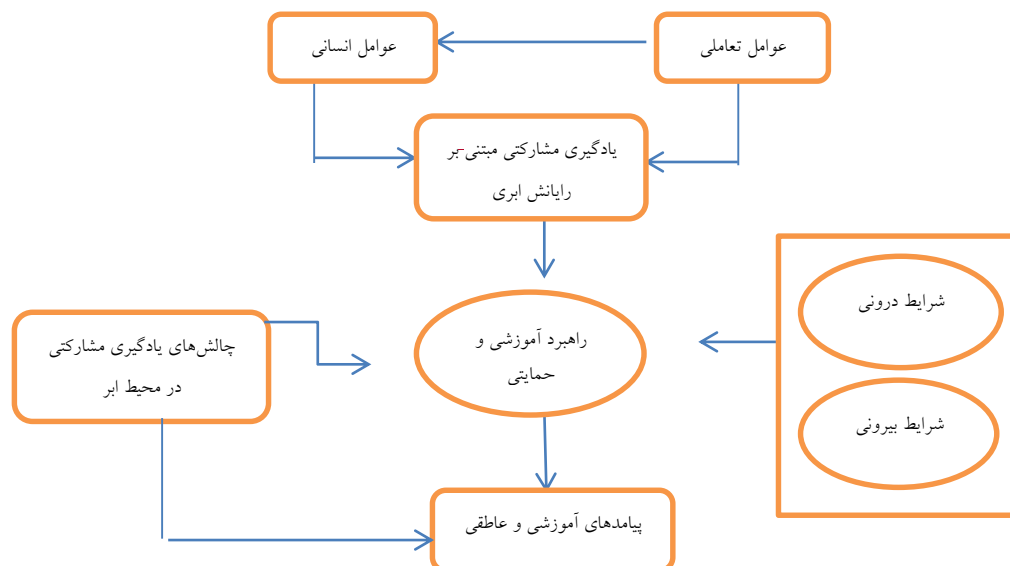 عوامل تعاملی
عوامل انسانی
یادگیری مشارکتی مبتنی-بر
رایانش ابری
شرایط درونی
راهبرد آموزشی و
حمایتی
چالش‌های یادگیری مشارکتی
در محیط ابر
شرایط بیرونی
پیامدهای آموزشی و عاطفی